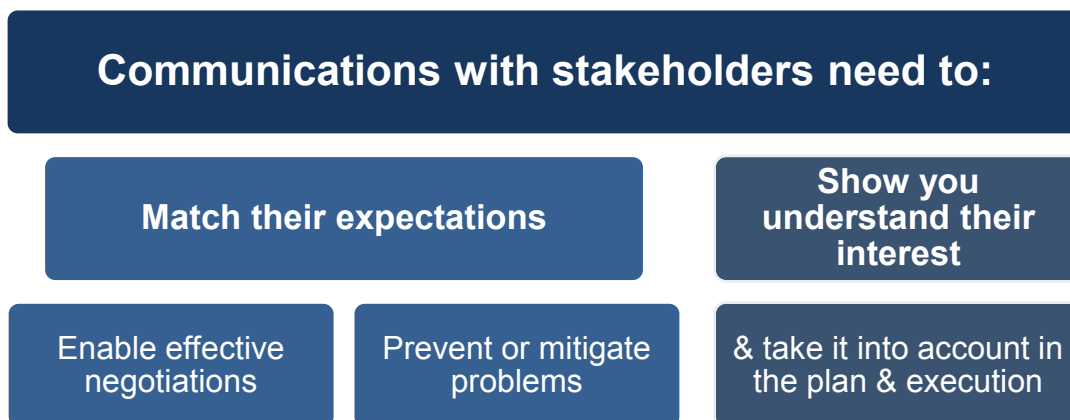 Communications with stakeholders need to:
Match their expectations
Show you
understand their
interest
Enable effective
negotiations
Prevent or mitigate
problems
& take it into account in
the plan & execution